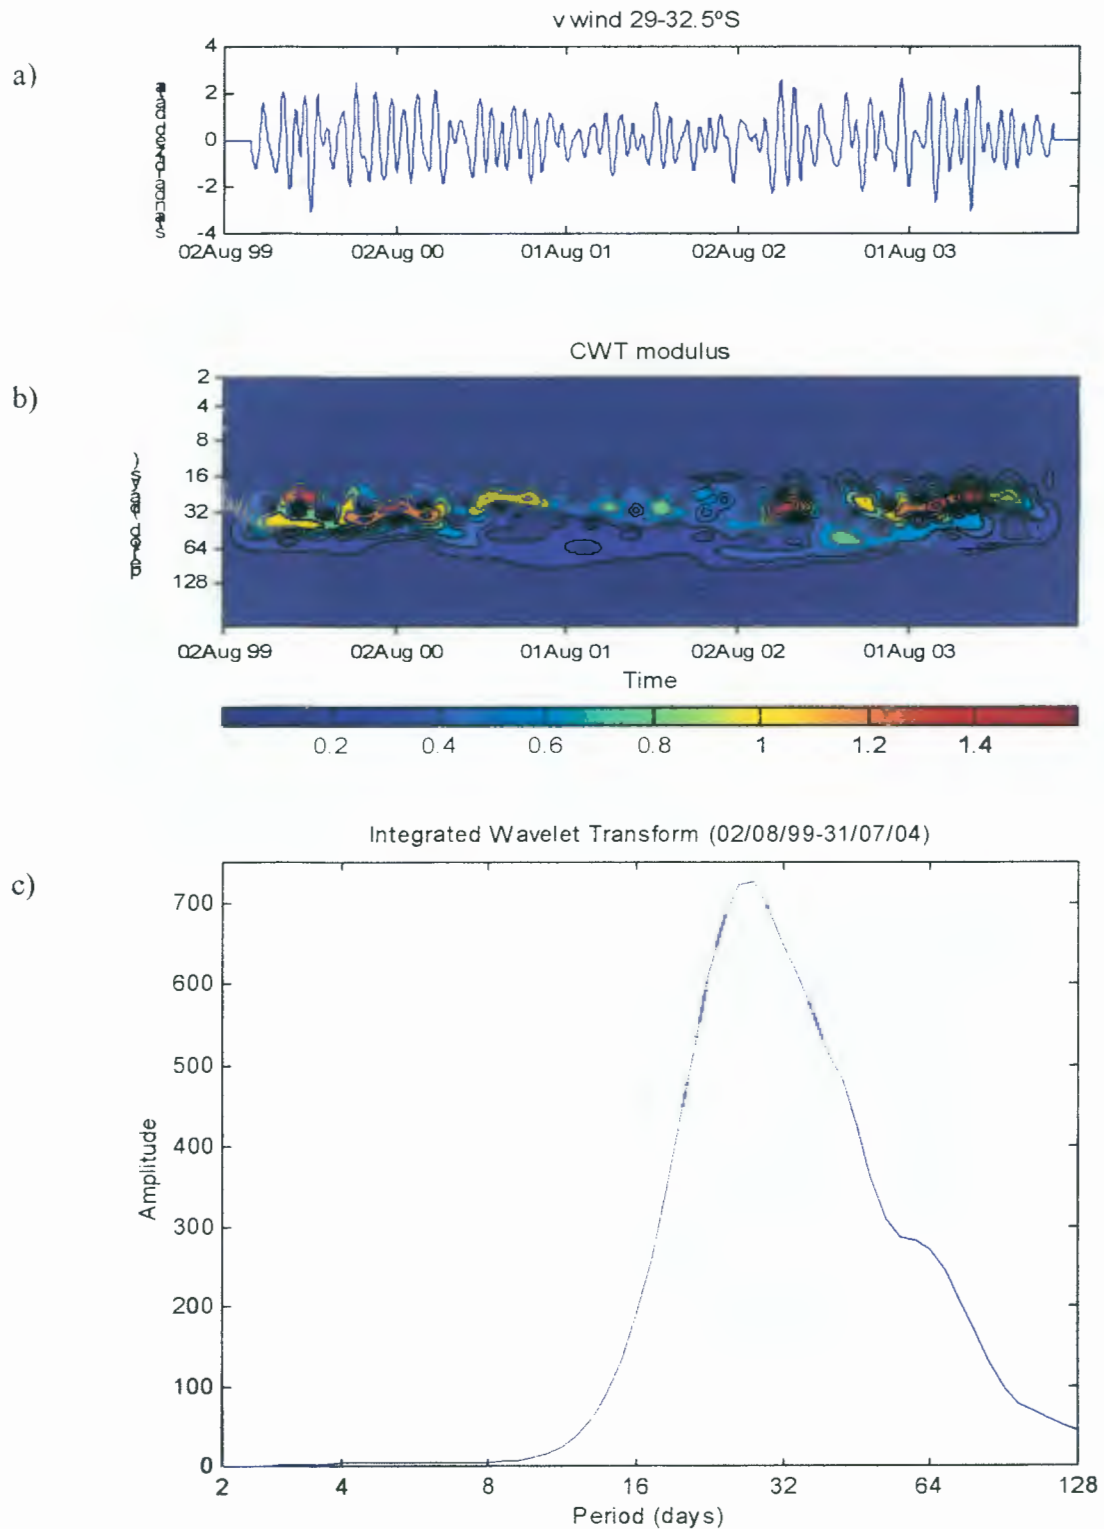 v wind 29-32.5ºS
a)
4
2
0
-2
-4
02Aug 99 02Aug 00 01Aug 01 02Aug 02 01Aug 03
CWT modulus
b)
2
4
8
16
32
64
128
02Aug 99 02Aug 00 01Aug 01 02Aug 02 01Aug 03
Time
0.2 0.4 0.6 0.8 1 1.2 1.4
Integrated Wavelet Transform (02/08/99-31/07/04)
c)
700
600
500
400
300
200
100
0
Amplitude
2 4 8 16 32 64 128
Period (days)